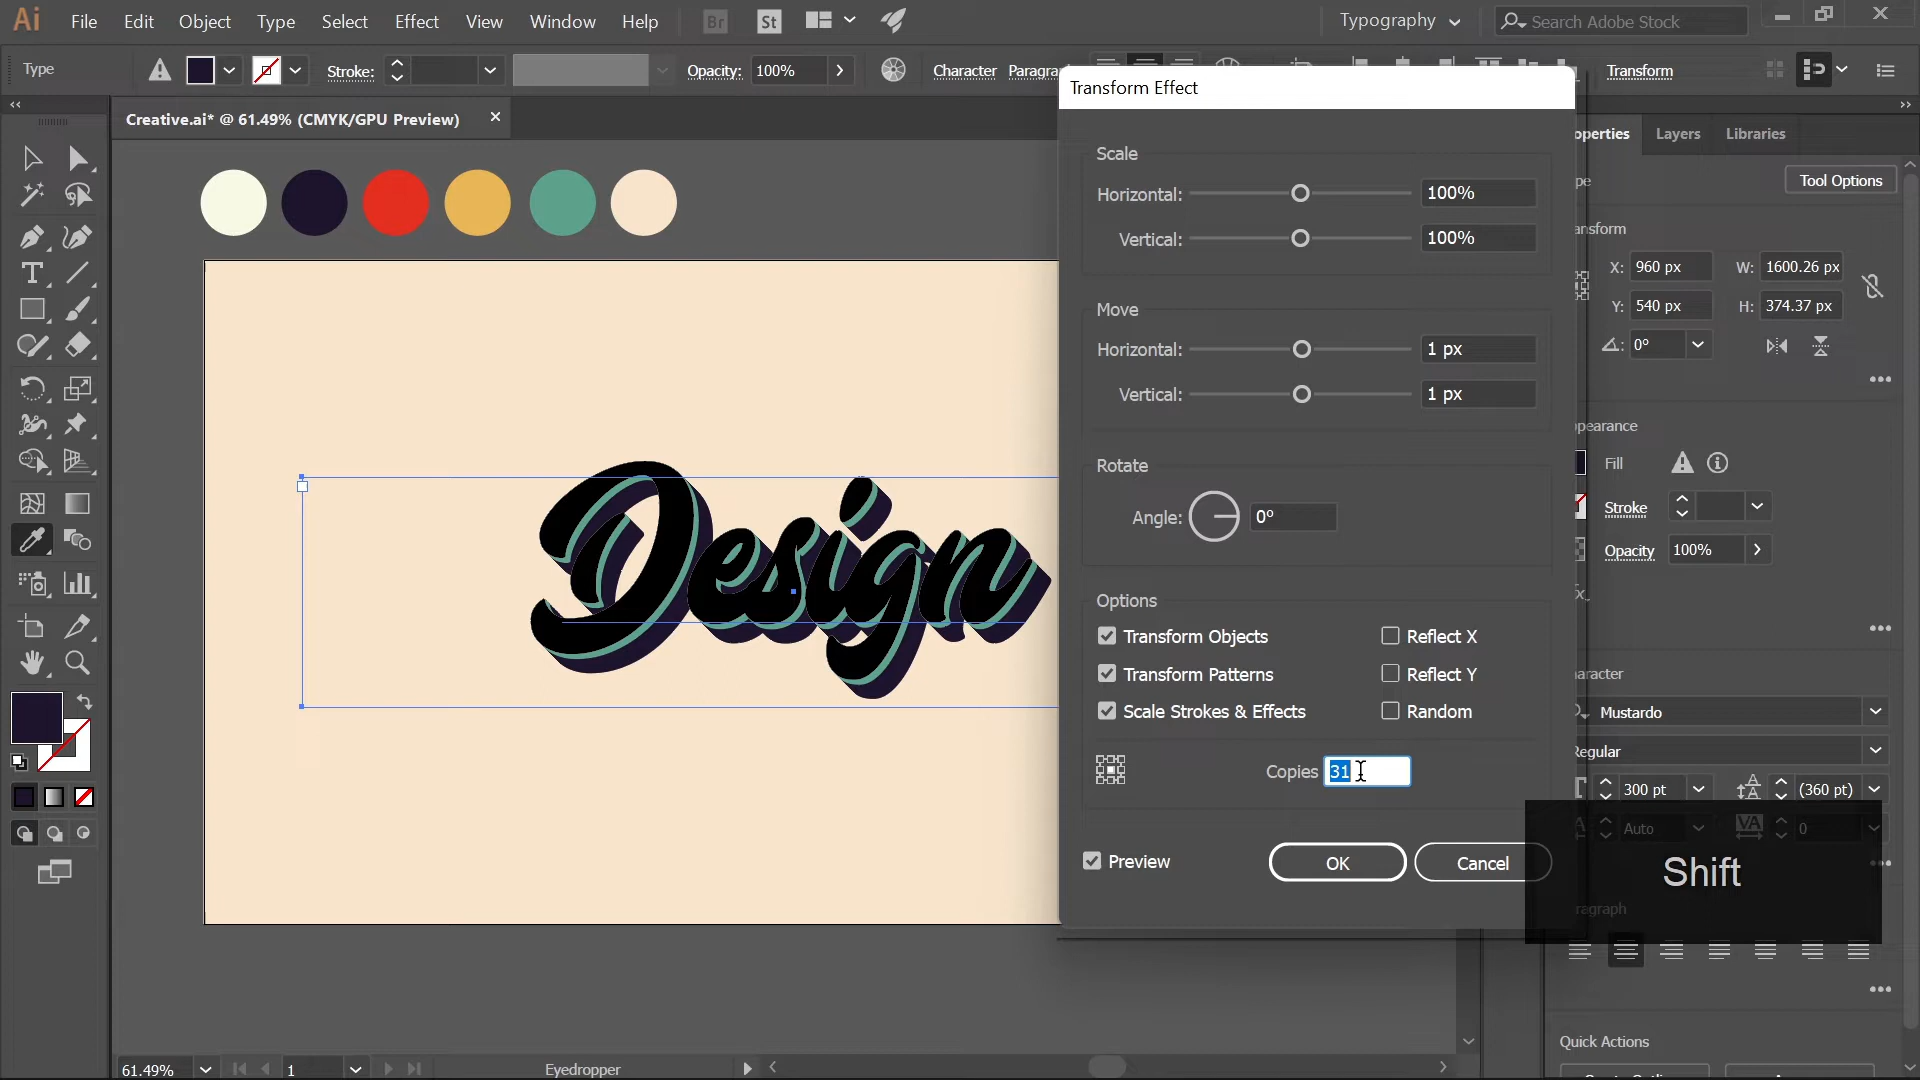 Ai File Edit Object Type Select Effect View Window Help Br St Typography Search Adobe Stock
Type Stroke: Opacity: 100% Character Paragra Transform
Transform Effect
Creative.ai* @ 61.49% (CMYK/GPU Preview)
operties Layers Libraries
Scale
Horizontal: 100%
Vertical: 100%
Move
Horizontal: 1 px
Vertical: 1 px
Rotate
Angle: 0°
Options
Transform Objects Reflect X
Transform Patterns Reflect Y
Scale Strokes & Effects Random
Copies 31
Preview OK Cancel
Design
Tool Options
ansform
X: 960 px W: 1600.26 px
Y: 540 px H: 374.37 px
0°
ppearance
Fill
Stroke
Opacity 100%
haracter
Mustardo
Regular
300 pt (360 pt)
Auto VA 0
Shift
aragraph
Quick Actions
61.49% 1 Eyedropper